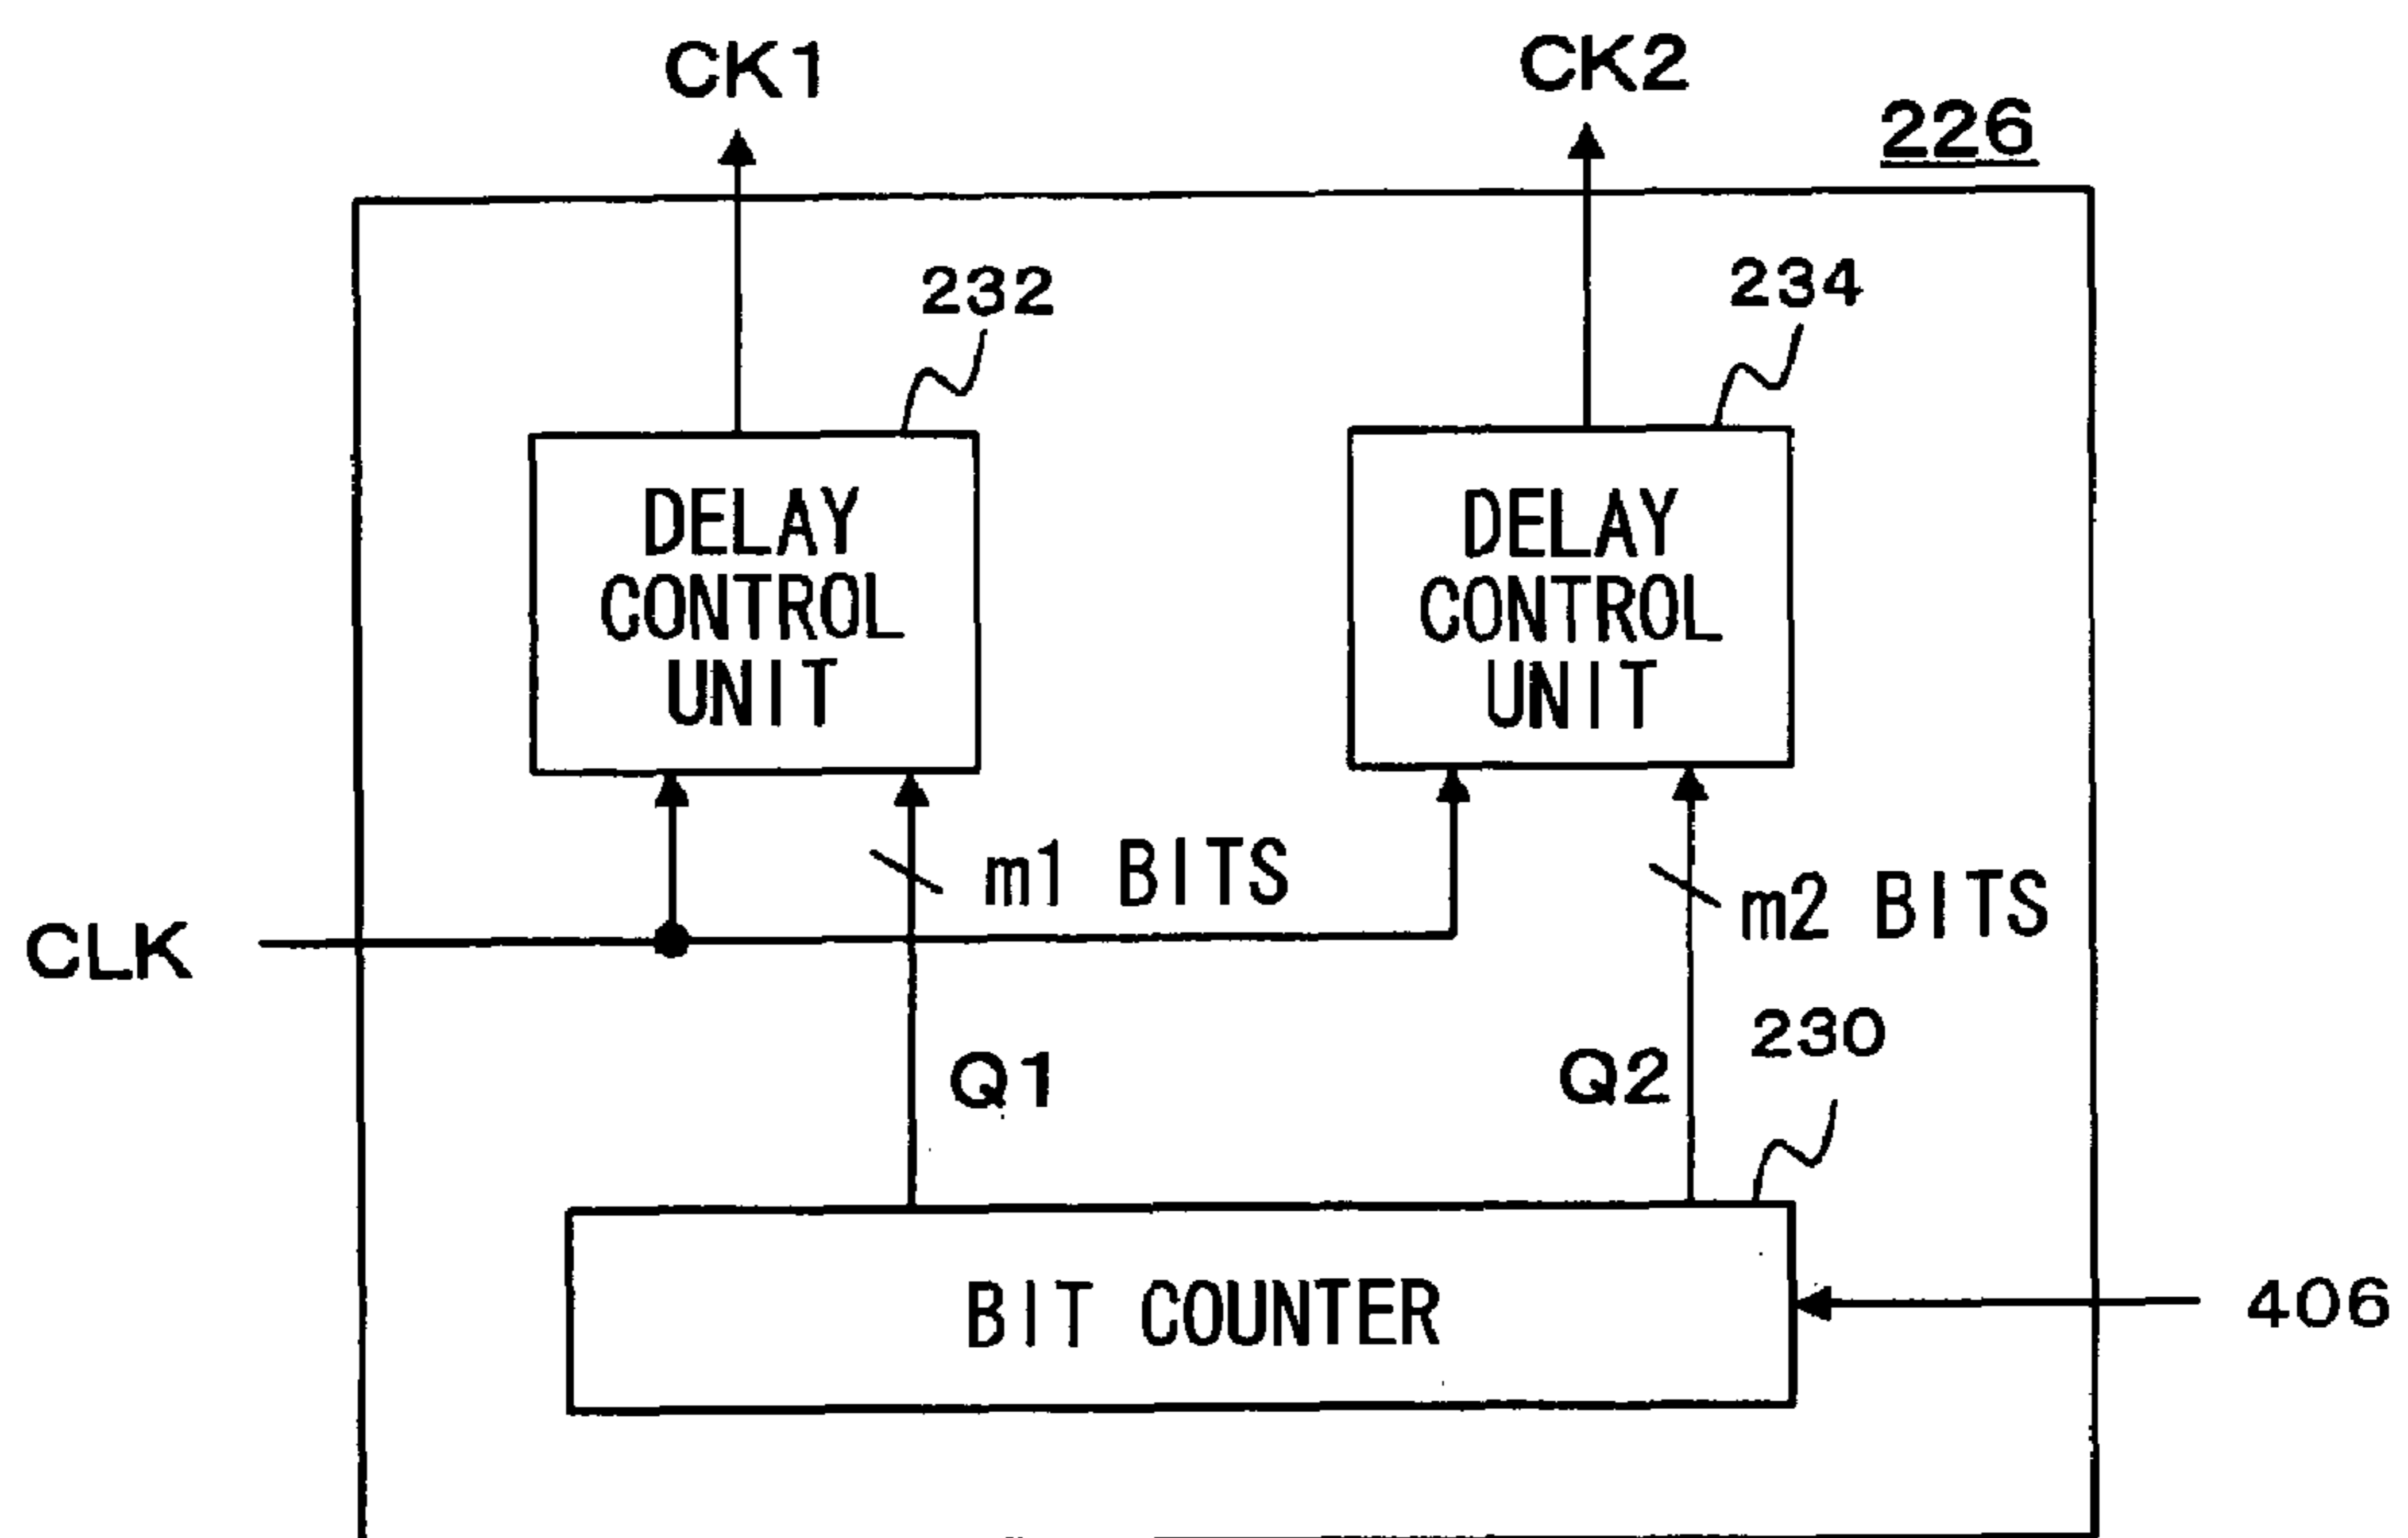 CK1
CK2
226
232
234
DELAY
CONTROL
UNIT
DELAY
CONTROL
UNIT
m1 BITS
m2 BITS
CLK
230
Q1
Q2
BIT COUNTER
406